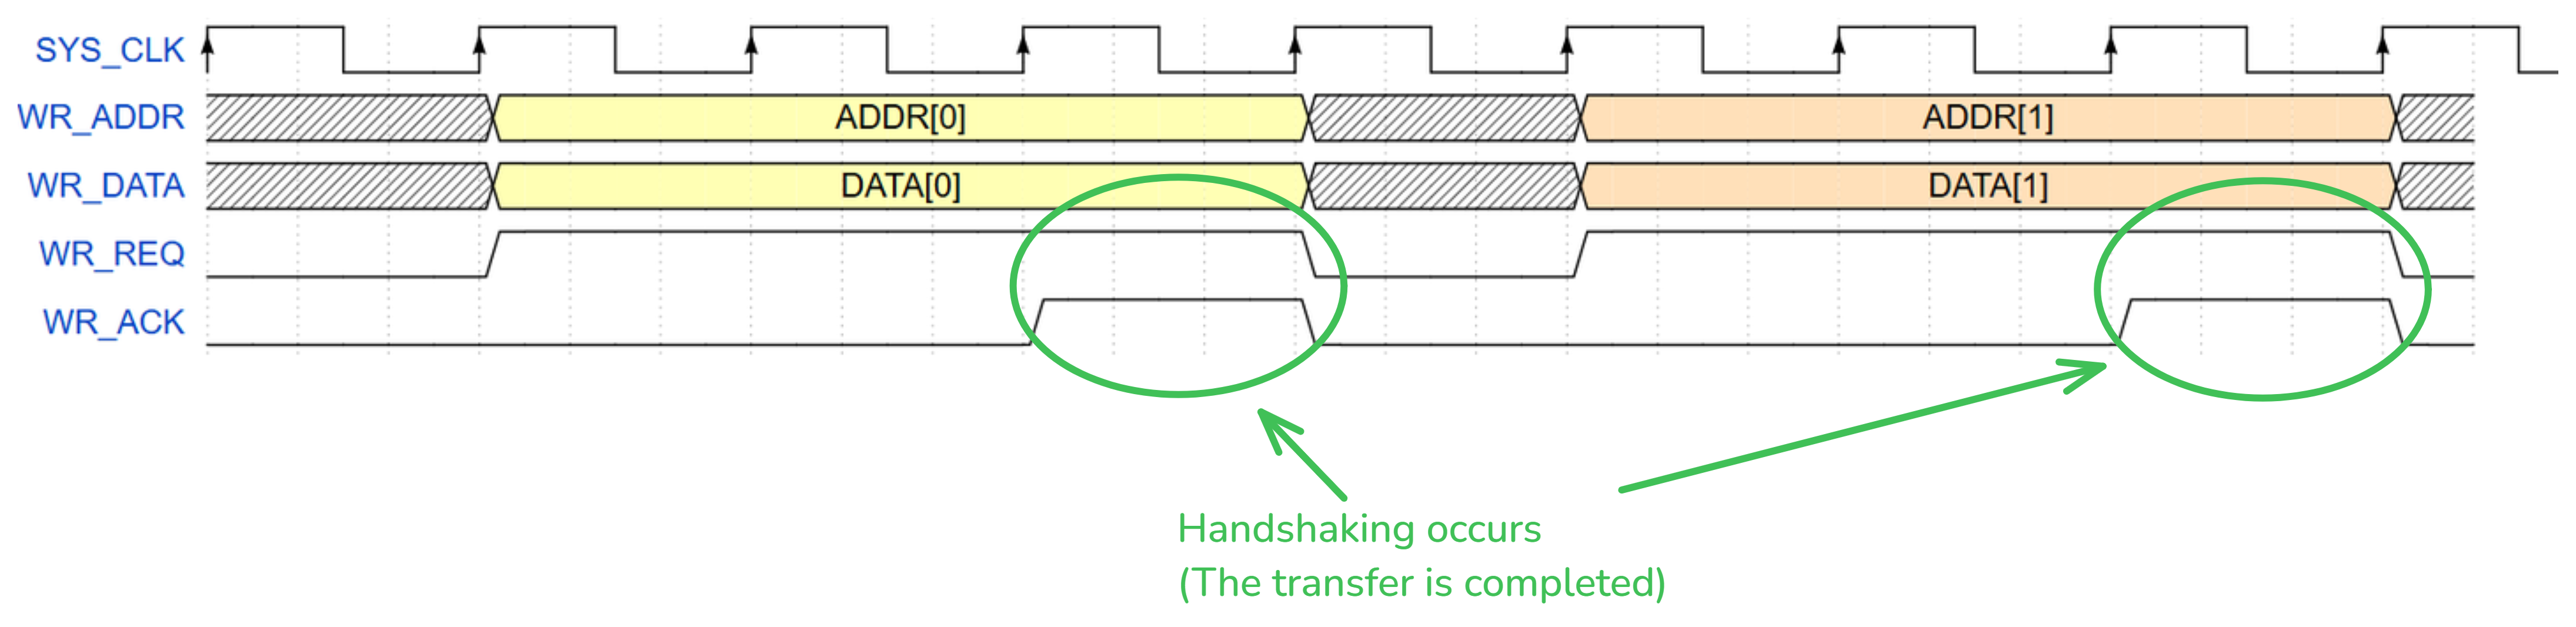 SYS_CLK
WR_ADDR ADDR[0] ADDR[1]
WR_DATA DATA[0] DATA[1]
WR_REQ
WR_ACK
Handshaking occurs
(The transfer is completed)